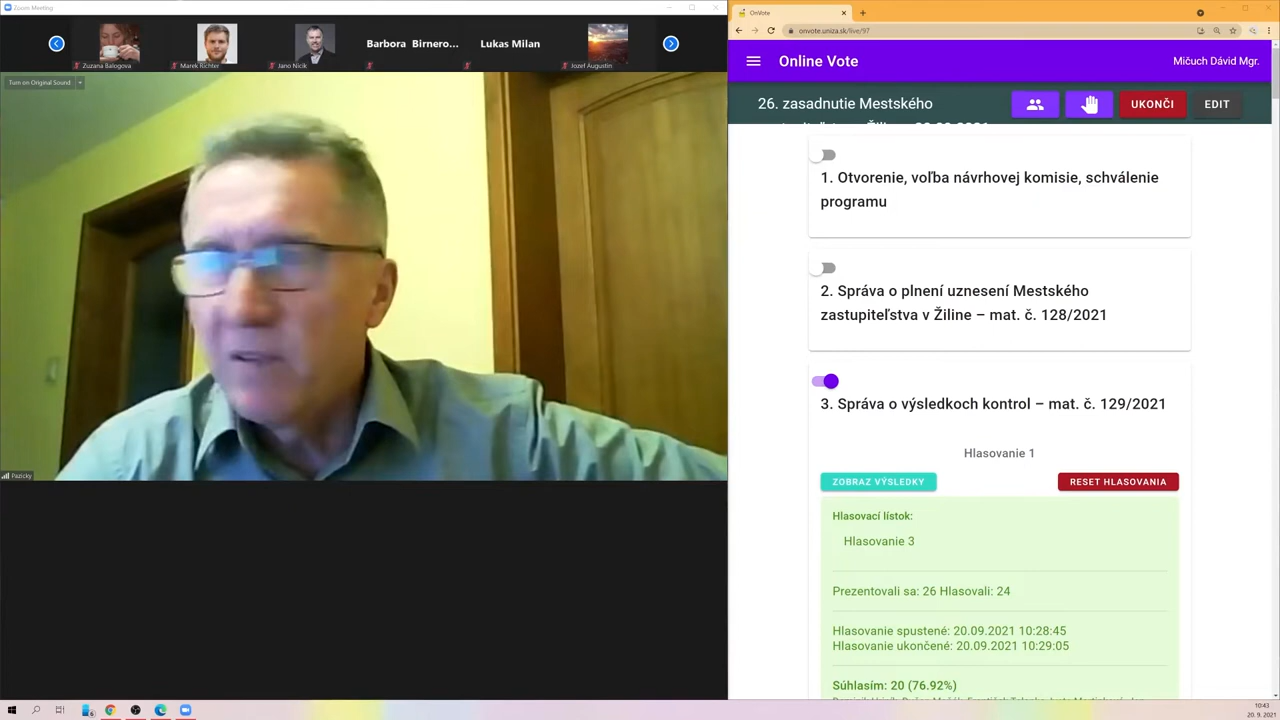 Zoom Meeting
Zuzana Balogova
Marek Richter
Jano Nicik
Barbora Birnero...
Lukas Milan
Jozef Augustin
Turn on Original Sound
Pazicky
OnVote
onvote.uniza.sk/live/97
Online Vote
Mičuch Dávid Mgr.
26. zasadnutie Mestského
UKONČI
EDIT
1. Otvorenie, voľba návrhovej komisie, schválenie
programu
2. Správa o plnení uznesení Mestského
zastupiteľstva v Žiline – mat. č. 128/2021
3. Správa o výsledkoch kontrol – mat. č. 129/2021
Hlasovanie 1
ZOBRAZ VÝSLEDKY
RESET HLASOVANIA
Hlasovací lístok:
Hlasovanie 3
Prezentovali sa: 26 Hlasovali: 24
Hlasovanie spustené: 20.09.2021 10:28:45
Hlasovanie ukončené: 20.09.2021 10:29:05
Súhlasím: 20 (76.92%)
10:43
20. 9. 2021